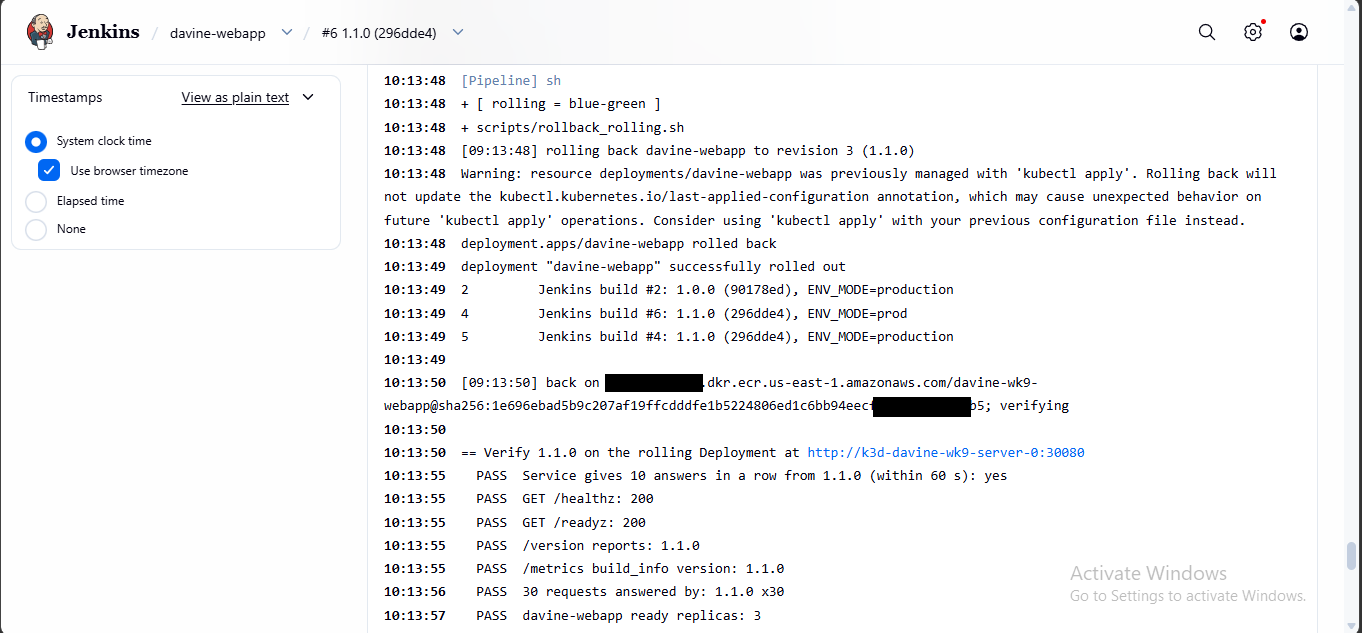 Jenkins / davine-webapp / #6 1.1.0 (296dde4)
Timestamps View as plain text
System clock time
Use browser timezone
Elapsed time
None
10:13:48 [Pipeline] sh
10:13:48 + [ rolling = blue-green ]
10:13:48 + scripts/rollback_rolling.sh
10:13:48 [09:13:48] rolling back davine-webapp to revision 3 (1.1.0)
10:13:48 Warning: resource deployments/davine-webapp was previously managed with 'kubectl apply'. Rolling back will
not update the kubectl.kubernetes.io/last-applied-configuration annotation, which may cause unexpected behavior on
future 'kubectl apply' operations. Consider using 'kubectl apply' with your previous configuration file instead.
10:13:48 deployment.apps/davine-webapp rolled back
10:13:49 deployment "davine-webapp" successfully rolled out
10:13:49 2 Jenkins build #2: 1.0.0 (90178ed), ENV_MODE=production
10:13:49 4 Jenkins build #6: 1.1.0 (296dde4), ENV_MODE=prod
10:13:49 5 Jenkins build #4: 1.1.0 (296dde4), ENV_MODE=production
10:13:49
10:13:50 [09:13:50] back on .dkr.ecr.us-east-1.amazonaws.com/davine-wk9-
webapp@sha256:1e696ebad5b9c207af19ffcdddfe1b5224806ed1c6bb94eec b5; verifying
10:13:50
10:13:50 == Verify 1.1.0 on the rolling Deployment at http://k3d-davine-wk9-server-0:30080
10:13:55 PASS Service gives 10 answers in a row from 1.1.0 (within 60 s): yes
10:13:55 PASS GET /healthz: 200
10:13:55 PASS GET /readyz: 200
10:13:55 PASS /version reports: 1.1.0
10:13:55 PASS /metrics build_info version: 1.1.0
10:13:56 PASS 30 requests answered by: 1.1.0 x30
10:13:57 PASS davine-webapp ready replicas: 3
Activate Windows
Go to Settings to activate Windows.